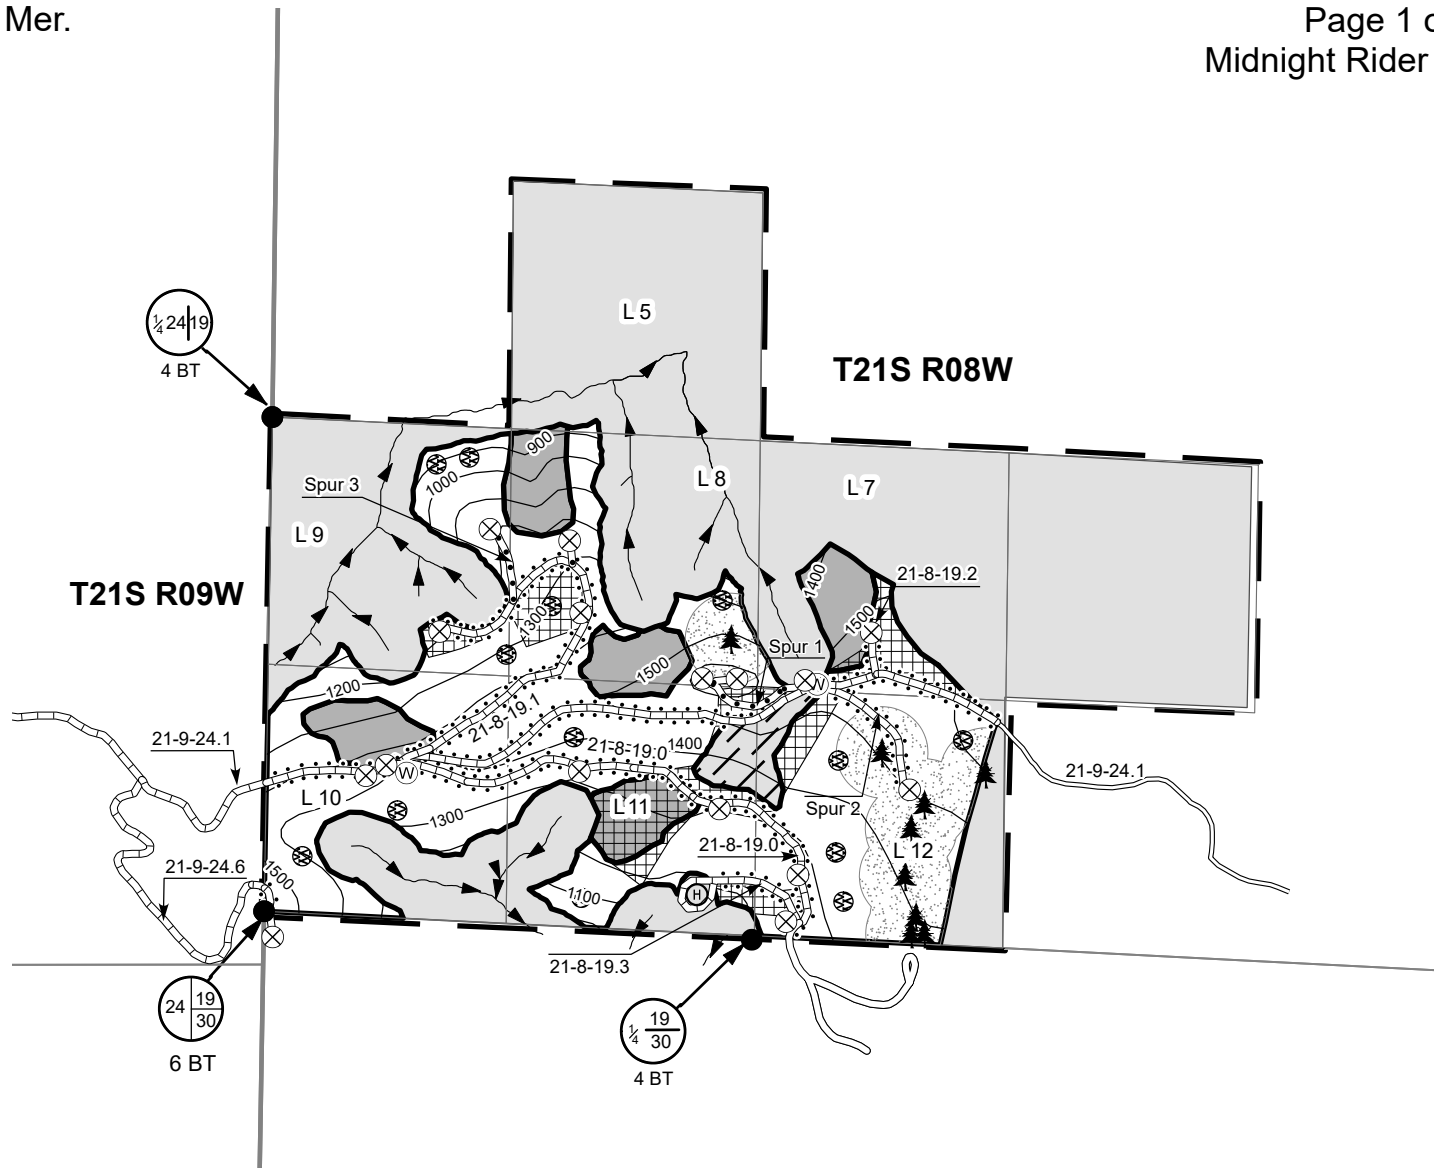 Mer.
Page 1 o
Midnight Rider
L 5
¼ 24 19
4 BT
T21S R08W
900
1000
Spur 3
L 8
L 7
L 9
T21S R09W
1400
21-8-19.2
1300
1500
Spur 1
1500
1200
21-8-19.1
21-9-24.1
21-8-19.0
1400
21-9-24.1
L 10
L 11
Spur 2
1300
21-8-19.0
L 12
21-9-24.6
1500
1100
H
W
W
21-8-19.3
24 19
30
6 BT
¼ 19
30
4 BT